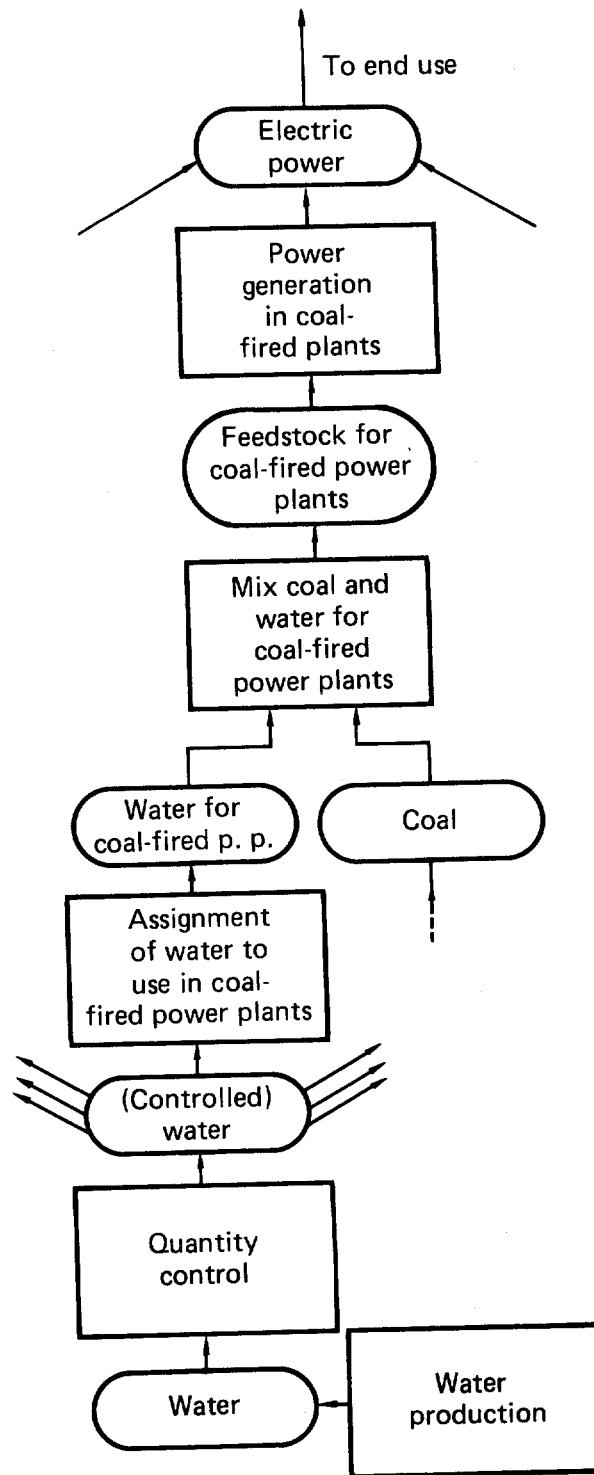 To end use
Electric
power
Power
generation
in coal-
fired plants
Feedstock for
coal-fired power
plants
Mix coal and
water for
coal-fired
power plants
Water for
coal-fired p. p.
Coal
Assignment
of water to
use in coal-
fired power plants
(Controlled)
water
Quantity
control
Water
Water
production